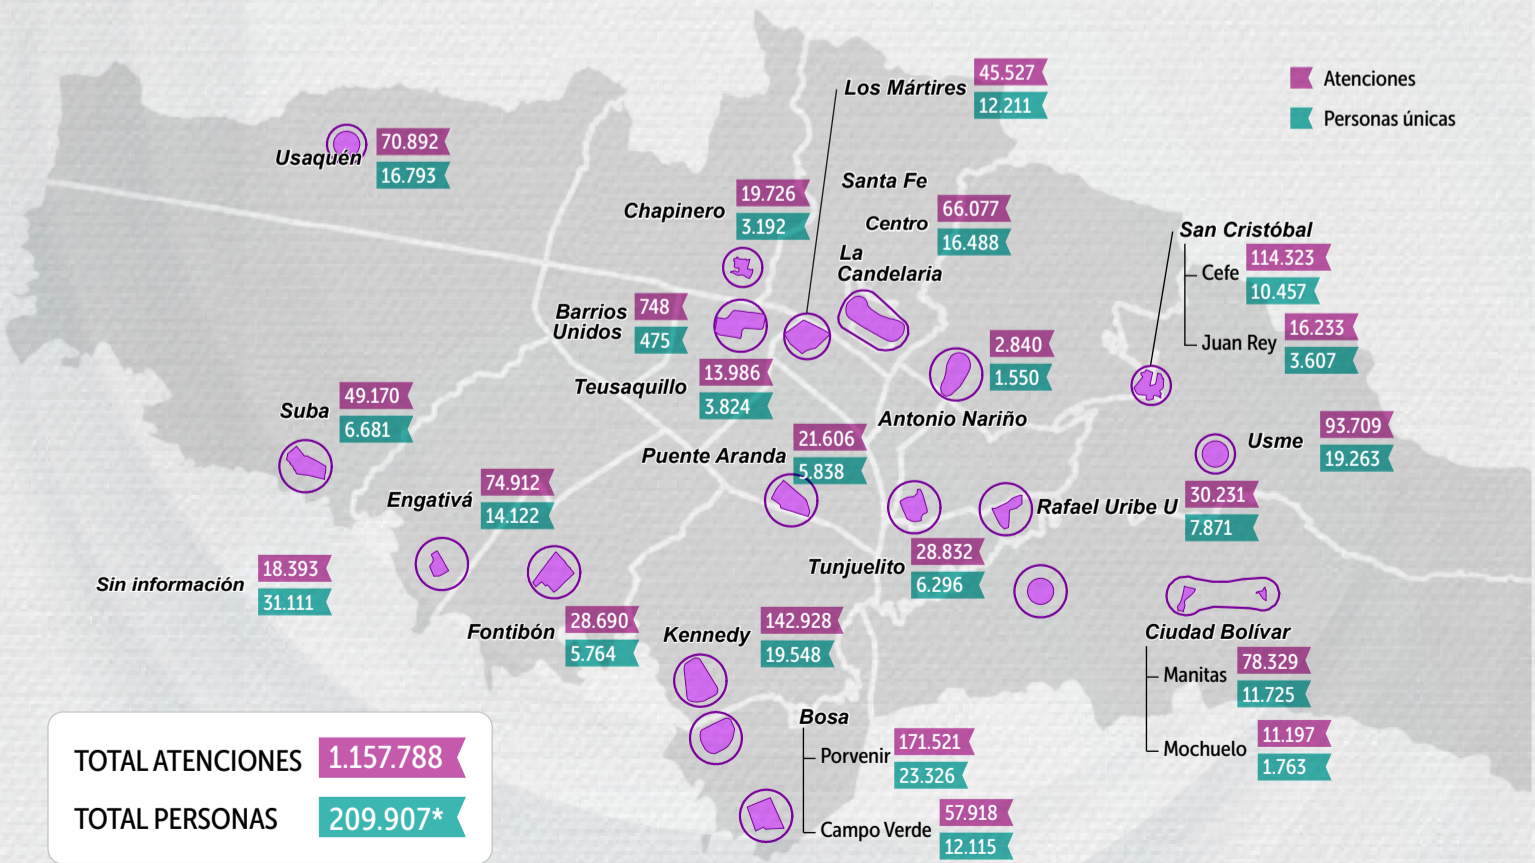 Los Mártires
45.527
12.211
Atenciones
Personas únicas
Usaquén
70.892
16.793
Chapinero
19.726
3.192
Santa Fe
Centro
66.077
16.488
La
Candelaria
San Cristóbal
Cefe
114.323
10.457
Juan Rey
16.233
3.607
Barrios
Unidos
748
475
Teusaquillo
13.986
3.824
2.840
1.550
Antonio Nariño
Suba
49.170
6.681
Puente Aranda
21.606
5.838
Usme
93.709
19.263
Engativá
74.912
14.122
Rafael Uribe U
30.231
7.871
Sin información
18.393
31.111
Tunjuelito
28.832
6.296
Fontibón
28.690
5.764
Kennedy
142.928
19.548
Ciudad Bolívar
Manitas
78.329
11.725
Mochuelo
11.197
1.763
Bosa
Porvenir
171.521
23.326
Campo Verde
57.918
12.115
TOTAL ATENCIONES
1.157.788
TOTAL PERSONAS
209.907*